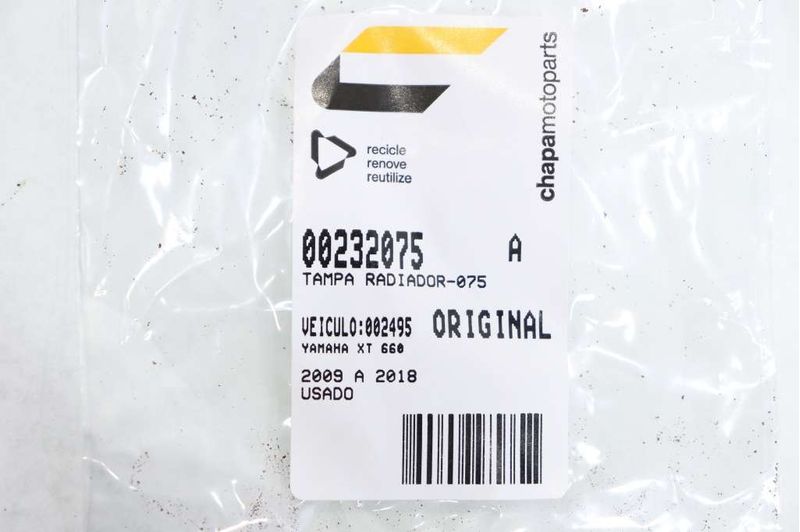 chapamotoparts
recicle
renove
reutilize
00232075 A
TAMPA RADIADOR-075
VEICULO:002495 ORIGINAL
YAMAHA XT 660
2009 A 2018
USADO